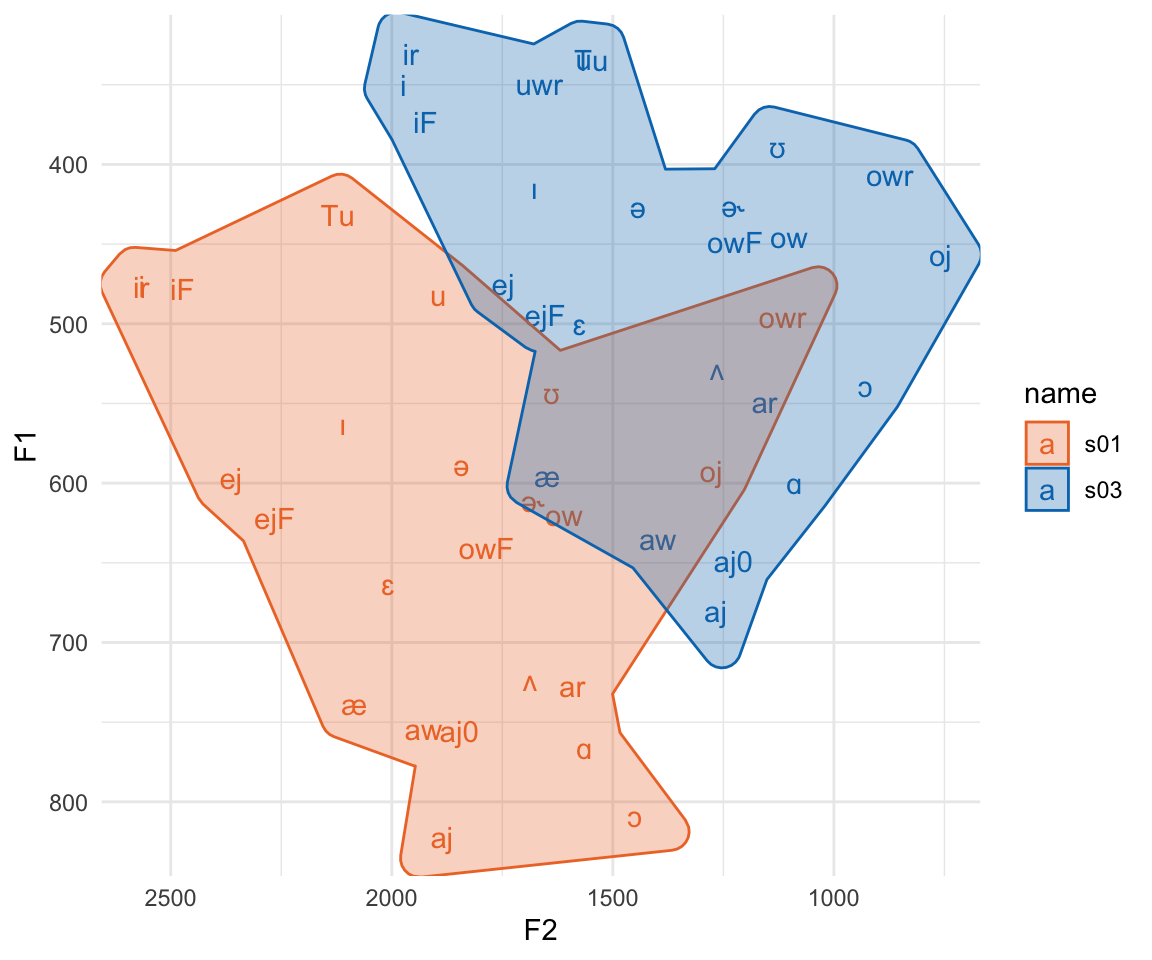 ir
Tu
u
i
uwr
iF
ʊ
400
owr
ɪ
ə
ɚ
Tu
owF
ow
oj
ir
i
iF
ej
u
ejF
ɛ
owr
500
ʌ
name
ʊ
ar
ɔ
F1
a
s01
ɪ
ə
oj
ej
æ
ɑ
a
s03
600
ɚ
ow
ejF
aw
owF
aj0
ɛ
aj
700
ʌ
ar
æ
aw
aj0
ɑ
800
ɔ
aj
2500
2000
1500
1000
F2